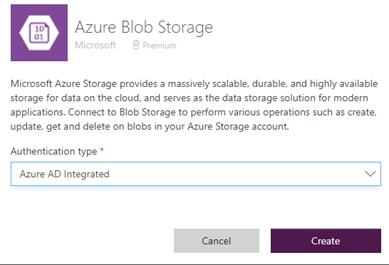 10
01
Azure Blob Storage
Microsoft Premium
Microsoft Azure Storage provides a massively scalable, durable, and highly available
storage for data on the cloud, and serves as the data storage solution for modern
applications. Connect to Blob Storage to perform various operations such as create,
update, get and delete on blobs in your Azure Storage account.
Authentication type *
Azure AD Integrated
Cancel Create